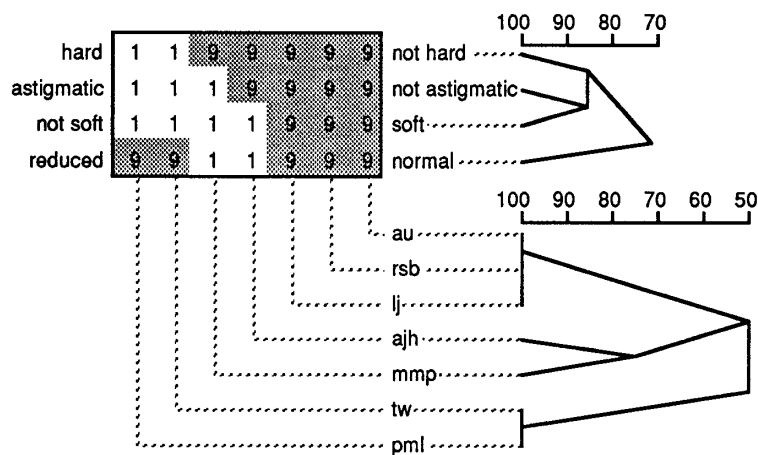 100 90 80 70
hard 1 1 9 9 9 9 9 not hard
astigmatic 1 1 1 9 9 9 9 not astigmatic
not soft 1 1 1 1 9 9 9 soft
reduced 9 9 1 1 9 9 9 normal
100 90 80 70 60 50
au
rsb
lj
ajh
mmp
tw
pml